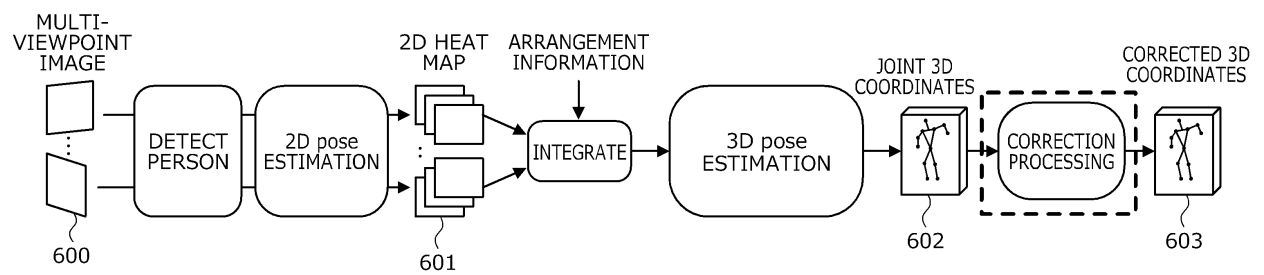 MULTI-
VIEWPOINT
IMAGE
600
DETECT
PERSON
2D pose
ESTIMATION
2D HEAT
MAP
601
ARRANGEMENT
INFORMATION
INTEGRATE
3D pose
ESTIMATION
JOINT 3D
COORDINATES
602
CORRECTION
PROCESSING
CORRECTED 3D
COORDINATES
603